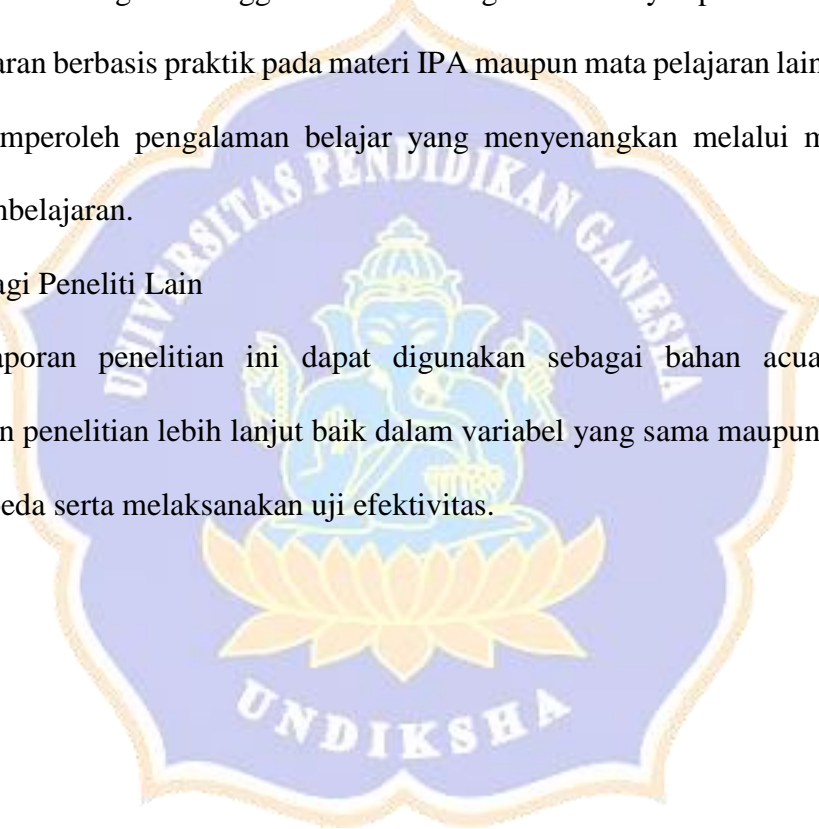 aran berbasis praktik pada materi IPA maupun mata pelajaran lain
mperoleh pengalaman belajar yang menyenangkan melalui m
nbelajaran.
agi Peneliti Lain
aporan penelitian ini dapat digunakan sebagai bahan acua
n penelitian lebih lanjut baik dalam variabel yang sama maupun
eda serta melaksanakan uji efektivitas.
UNIVERSITAS PENDIDIKAN GANESHA
UNDIKSHA